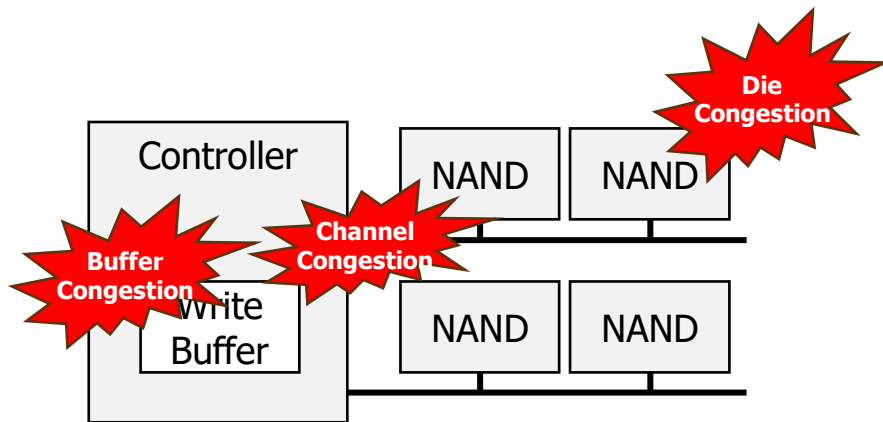 Die
Congestion
Controller
NAND
NAND
Channel
Congestion
Buffer
Congestion
Write
Buffer
NAND
NAND